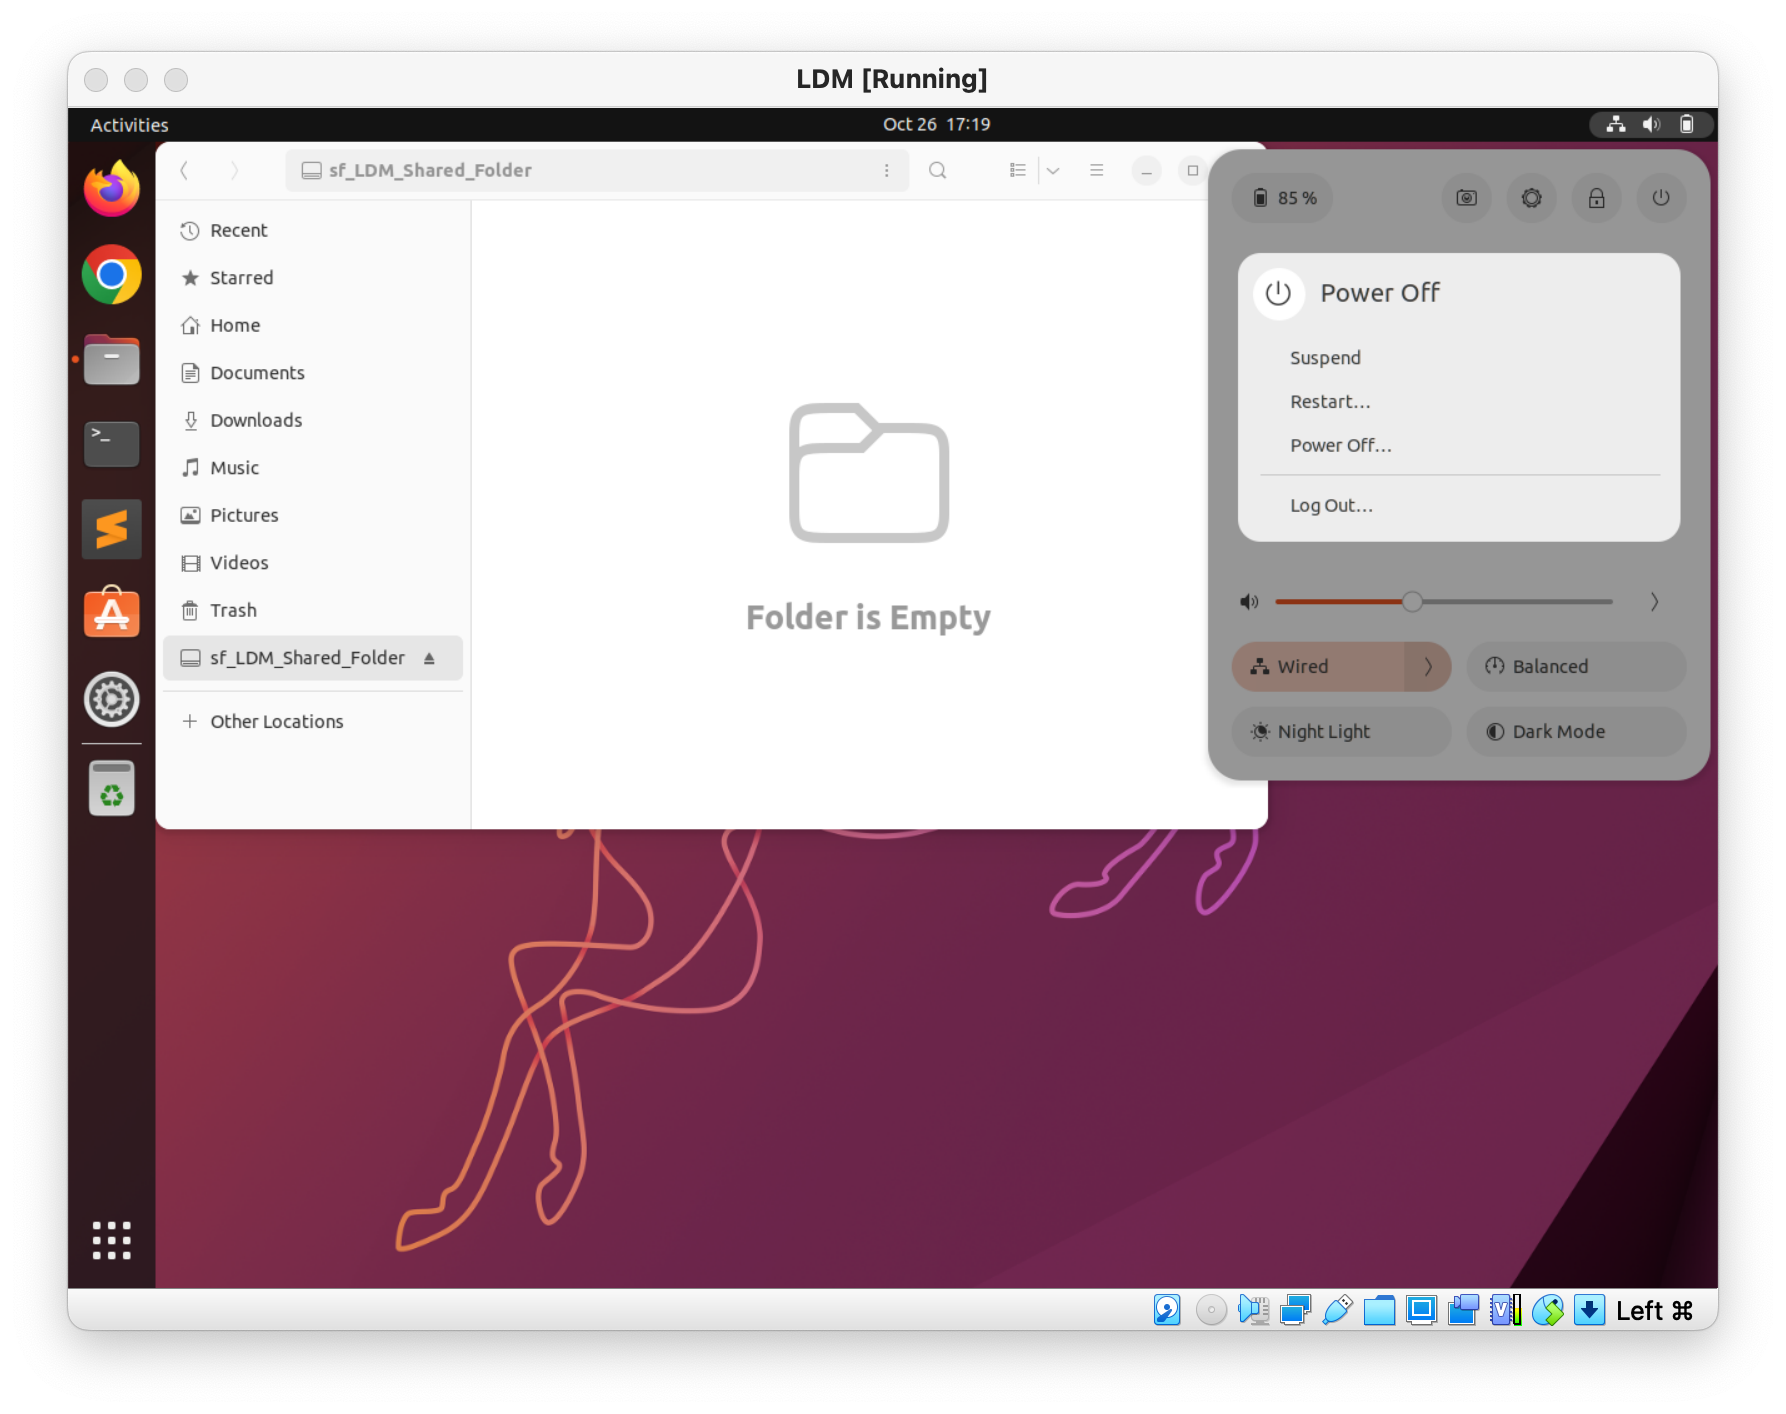 LDM [Running]
Activities
Oct 26 17:19
sf_LDM_Shared_Folder
Recent
Starred
Home
Documents
Downloads
Music
Pictures
Videos
Trash
sf_LDM_Shared_Folder
Other Locations
Folder is Empty
85 %
Power Off
Suspend
Restart...
Power Off...
Log Out...
Wired
Balanced
Night Light
Dark Mode
Left ⌘